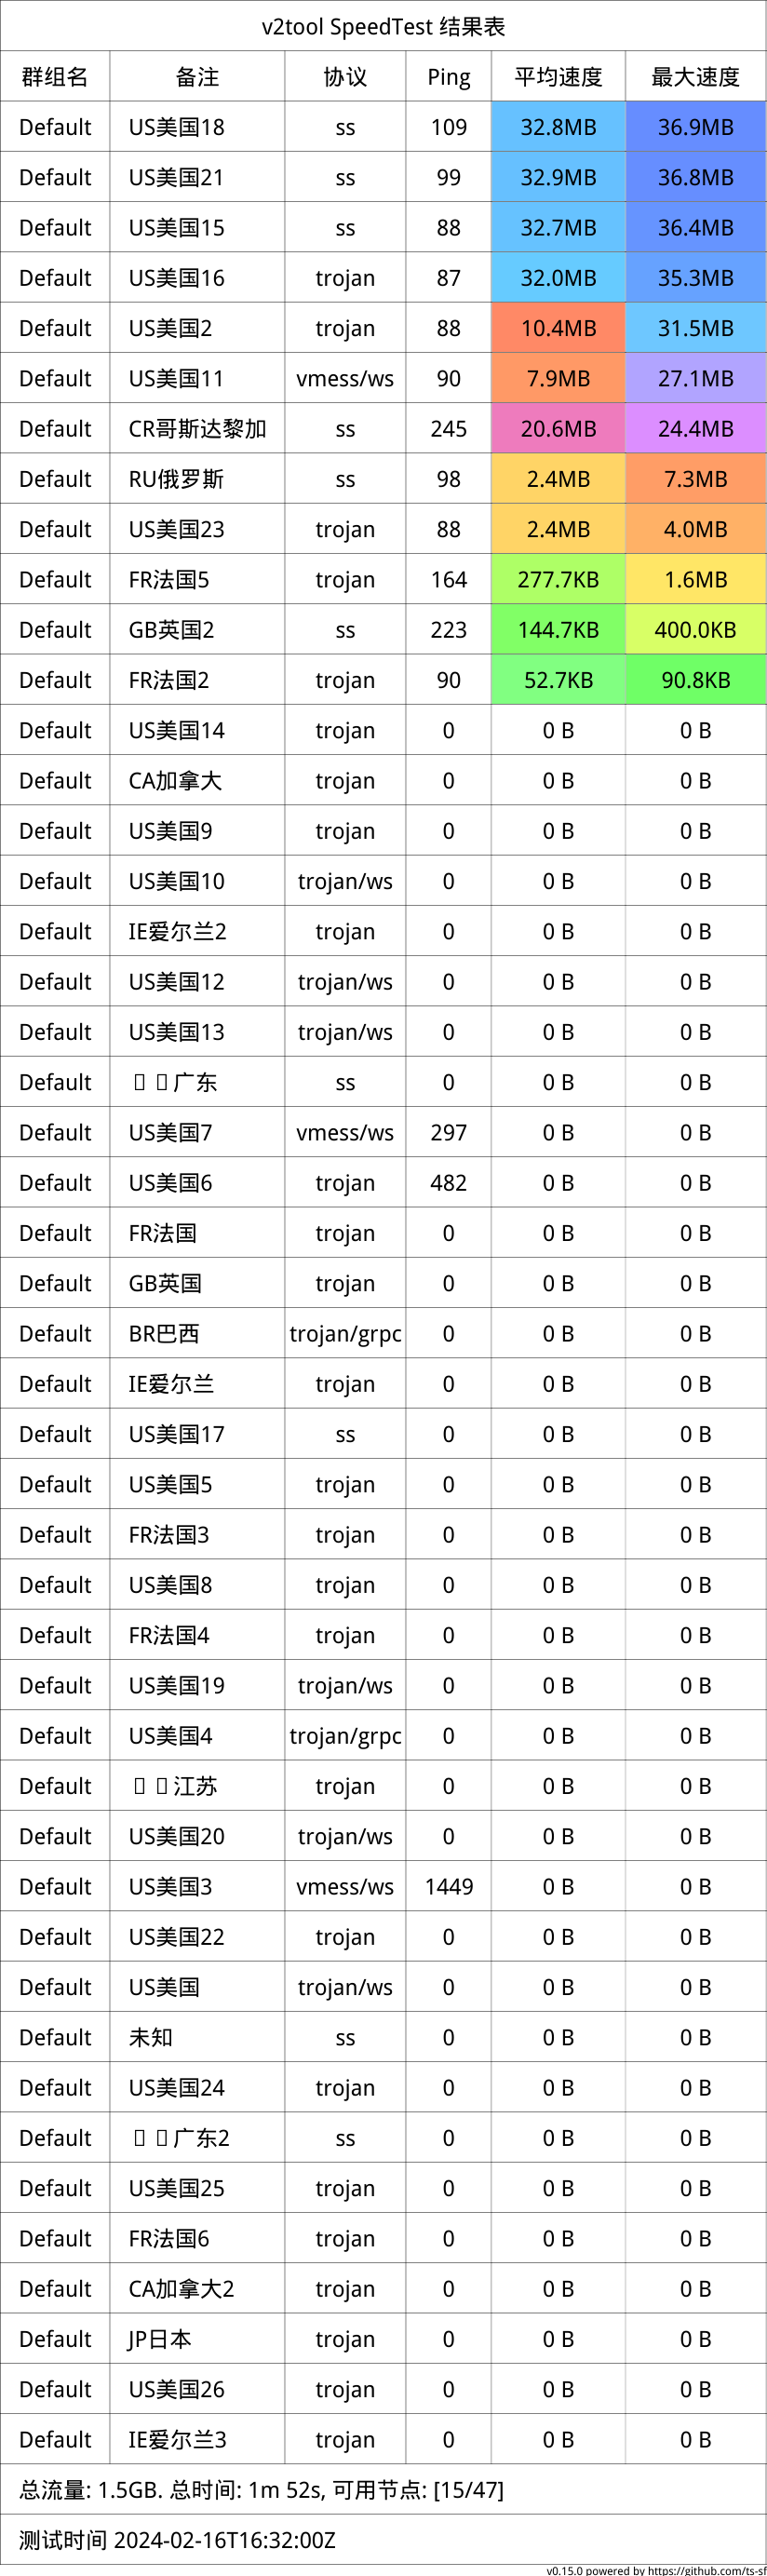 v2tool SpeedTest 结果表
群组名 备注 协议 Ping 平均速度 最大速度
Default US美国18 ss 109 32.8MB 36.9MB
Default US美国21 ss 99 32.9MB 36.8MB
Default US美国15 ss 88 32.7MB 36.4MB
Default US美国16 trojan 87 32.0MB 35.3MB
Default US美国2 trojan 88 10.4MB 31.5MB
Default US美国11 vmess/ws 90 7.9MB 27.1MB
Default CR哥斯达黎加 ss 245 20.6MB 24.4MB
Default RU俄罗斯 ss 98 2.4MB 7.3MB
Default US美国23 trojan 88 2.4MB 4.0MB
Default FR法国5 trojan 164 277.7KB 1.6MB
Default GB英国2 ss 223 144.7KB 400.0KB
Default FR法国2 trojan 90 52.7KB 90.8KB
Default US美国14 trojan 0 0 B 0 B
Default CA加拿大 trojan 0 0 B 0 B
Default US美国9 trojan 0 0 B 0 B
Default US美国10 trojan/ws 0 0 B 0 B
Default IE爱尔兰2 trojan 0 0 B 0 B
Default US美国12 trojan/ws 0 0 B 0 B
Default US美国13 trojan/ws 0 0 B 0 B
Default 广东 ss 0 0 B 0 B
Default US美国7 vmess/ws 297 0 B 0 B
Default US美国6 trojan 482 0 B 0 B
Default FR法国 trojan 0 0 B 0 B
Default GB英国 trojan 0 0 B 0 B
Default BR巴西 trojan/grpc 0 0 B 0 B
Default IE爱尔兰 trojan 0 0 B 0 B
Default US美国17 ss 0 0 B 0 B
Default US美国5 trojan 0 0 B 0 B
Default FR法国3 trojan 0 0 B 0 B
Default US美国8 trojan 0 0 B 0 B
Default FR法国4 trojan 0 0 B 0 B
Default US美国19 trojan/ws 0 0 B 0 B
Default US美国4 trojan/grpc 0 0 B 0 B
Default 江苏 trojan 0 0 B 0 B
Default US美国20 trojan/ws 0 0 B 0 B
Default US美国3 vmess/ws 1449 0 B 0 B
Default US美国22 trojan 0 0 B 0 B
Default US美国 trojan/ws 0 0 B 0 B
Default 未知 ss 0 0 B 0 B
Default US美国24 trojan 0 0 B 0 B
Default 广东2 ss 0 0 B 0 B
Default US美国25 trojan 0 0 B 0 B
Default FR法国6 trojan 0 0 B 0 B
Default CA加拿大2 trojan 0 0 B 0 B
Default JP日本 trojan 0 0 B 0 B
Default US美国26 trojan 0 0 B 0 B
Default IE爱尔兰3 trojan 0 0 B 0 B
总流量: 1.5GB. 总时间: 1m 52s, 可用节点: [15/47]
测试时间 2024-02-16T16:32:00Z
v0.15.0 powered by https://github.com/ts-sf